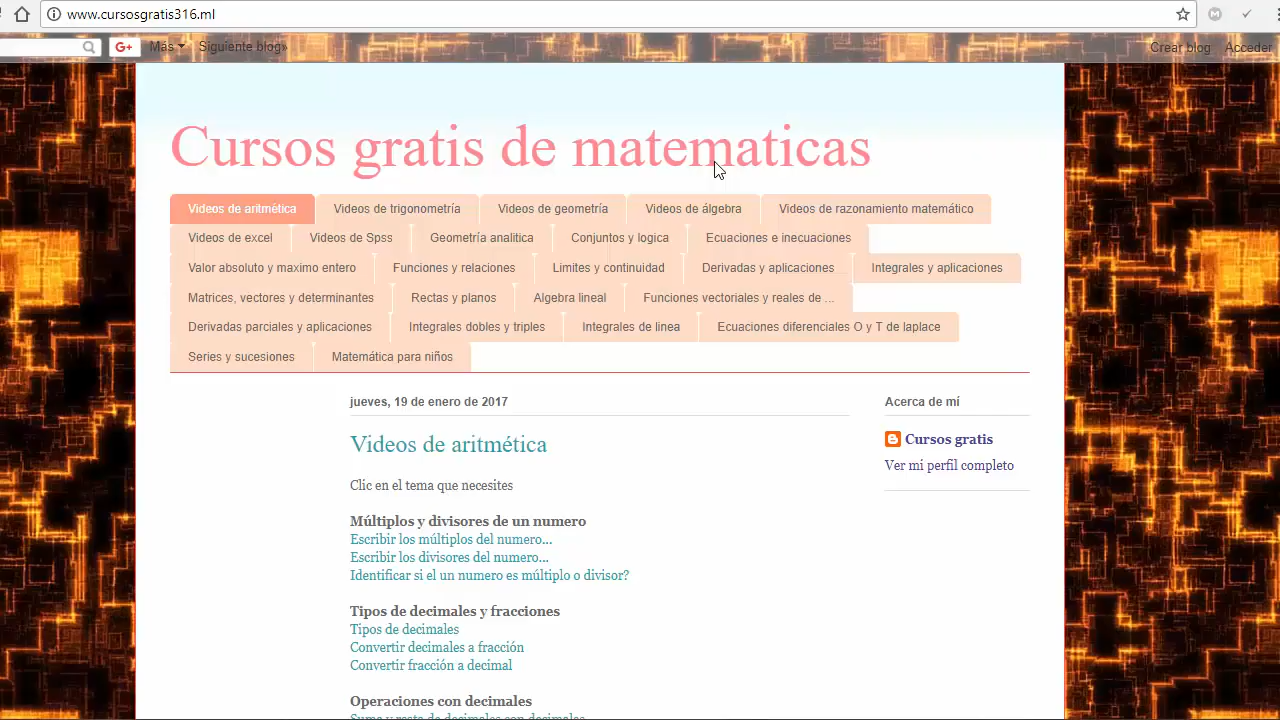 www.cursosgratis316.ml
G+ Más Siguiente blog» Crear blog Acceder
Cursos gratis de matematicas
Videos de aritmètica Videos de trigonometría Videos de geometría Videos de álgebra Videos de razonamiento matemático
Videos de excel Videos de Spss Geometría analitica Conjuntos y logica Ecuaciones e inecuaciones
Valor absoluto y maximo entero Funciones y relaciones Limites y continuidad Derivadas y aplicaciones Integrales y aplicaciones
Matrices, vectores y determinantes Rectas y planos Algebra lineal Funciones vectoriales y reales de ...
Derivadas parciales y aplicaciones Integrales dobles y triples Integrales de linea Ecuaciones diferenciales O y T de laplace
Series y sucesiones Matemática para niños
jueves, 19 de enero de 2017
Videos de aritmética
Clic en el tema que necesites
Múltiplos y divisores de un numero
Escribir los múltiplos del numero...
Escribir los divisores del numero...
Identificar si el un numero es múltiplo o divisor?
Tipos de decimales y fracciones
Tipos de decimales
Convertir decimales a fracción
Convertir fracción a decimal
Operaciones con decimales
Suma y resta de decimales con decimales
Acerca de mí
Cursos gratis
Ver mi perfil completo